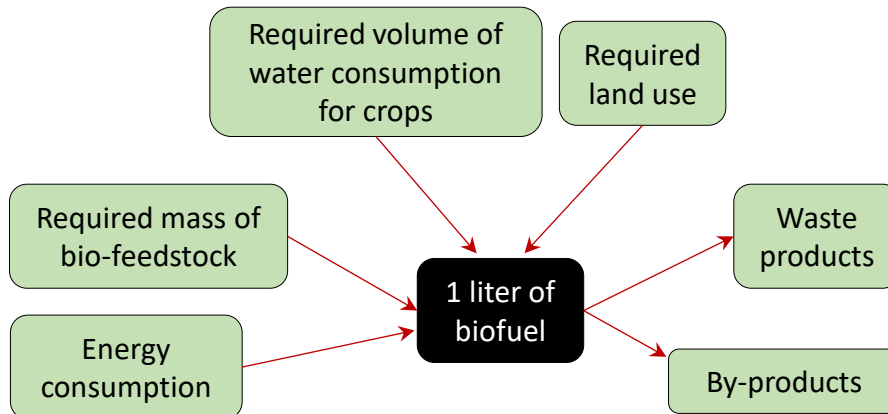 Required volume of
water consumption
for crops
Required
land use
Required mass of
bio-feedstock
Waste
products
1 liter of
biofuel
Energy
consumption
By-products